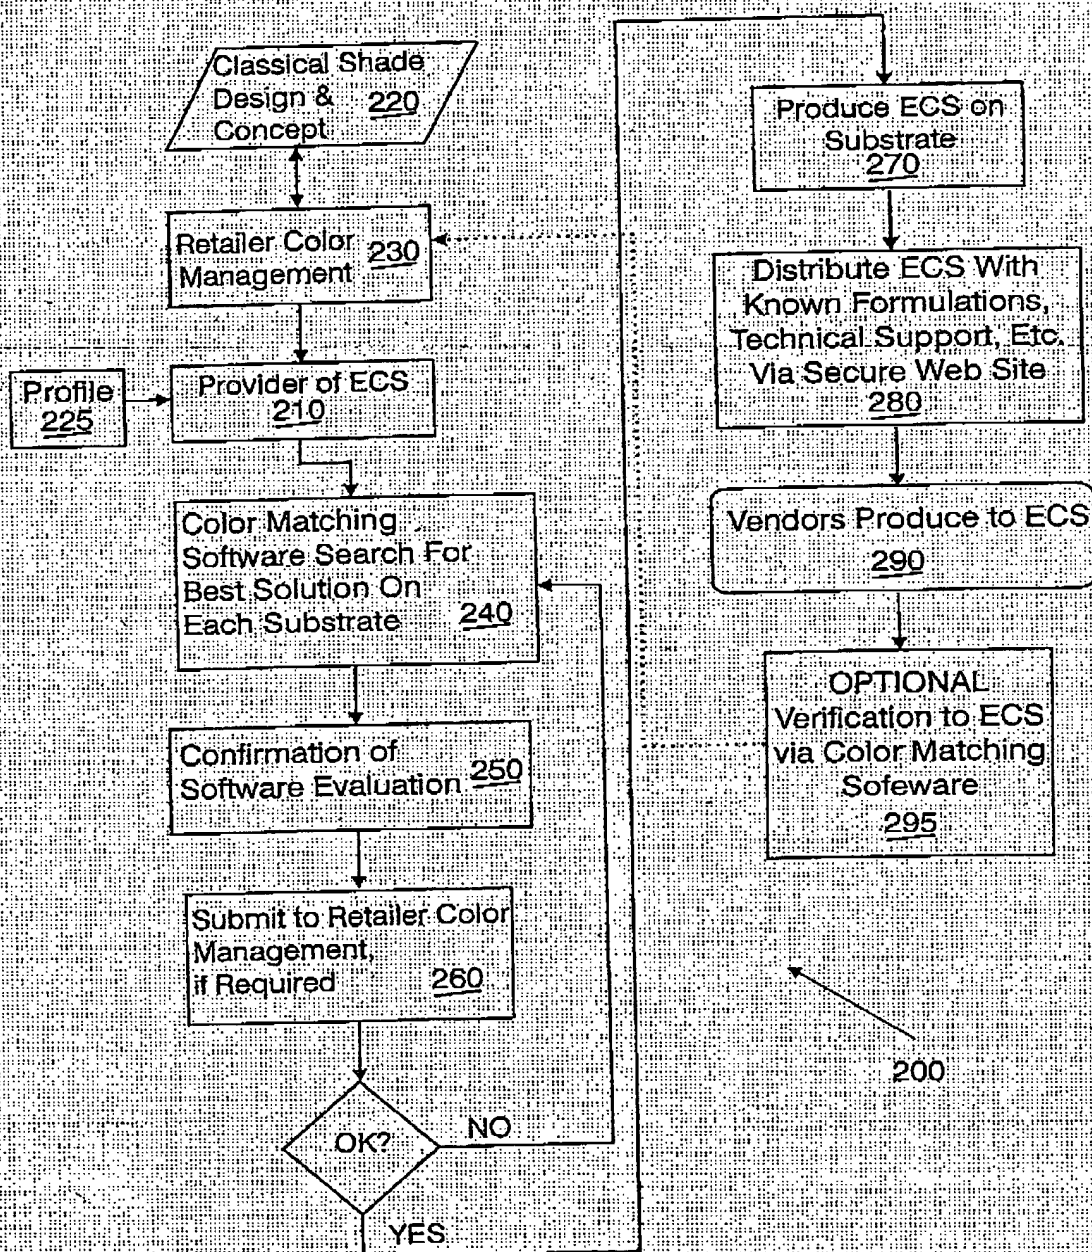 Classical Shade
Design & 220
Concept
Retailer Color 230
Management
Profile
225
Provider of ECS
210
Color Matching
Software Search For
Best Solution On
Each Substrate 240
Confirmation of
Software Evaluation 250
Submit to Retailer Color
Management,
if Required 260
OK?
NO
YES
Produce ECS on
Substrate
270
Distribute ECS With
Known Formulations,
Technical Support, Etc.
Via Secure Web Site
280
Vendors Produce to ECS
290
OPTIONAL
Verification to ECS
via Color Matching
Sofeware
295
200